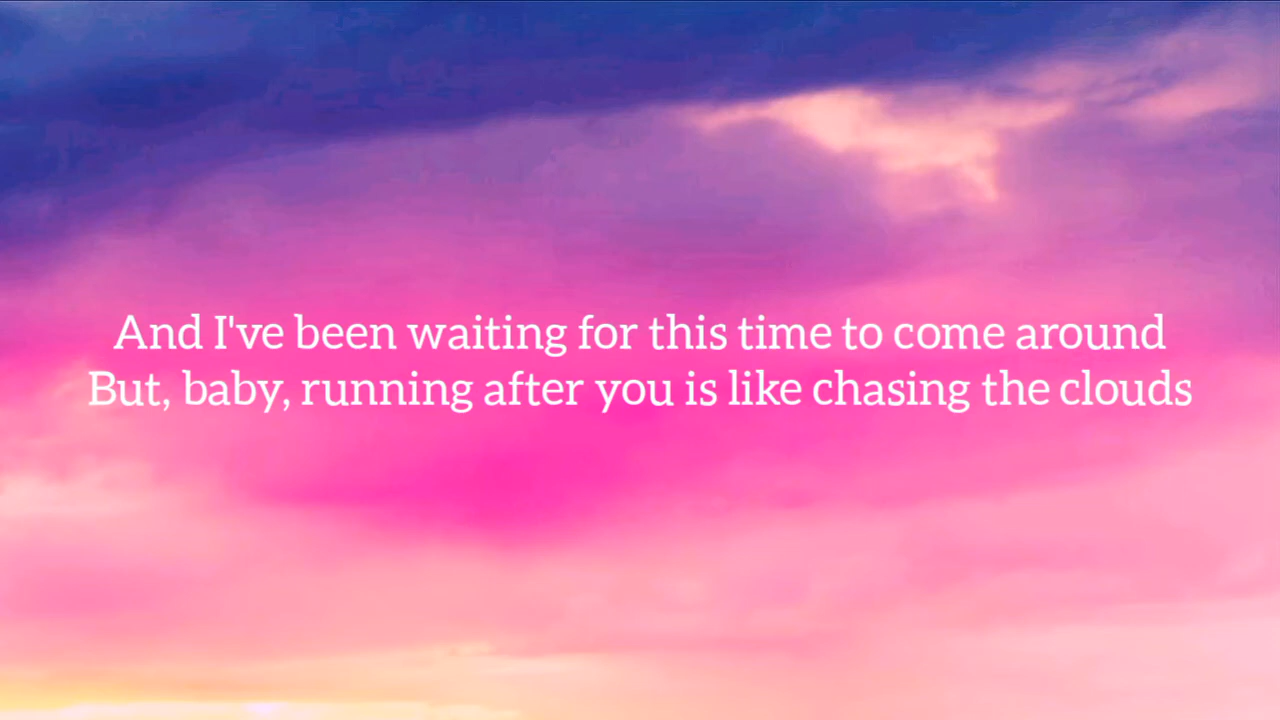 And I've been waiting for this time to come around
But, baby, running after you is like chasing the clouds